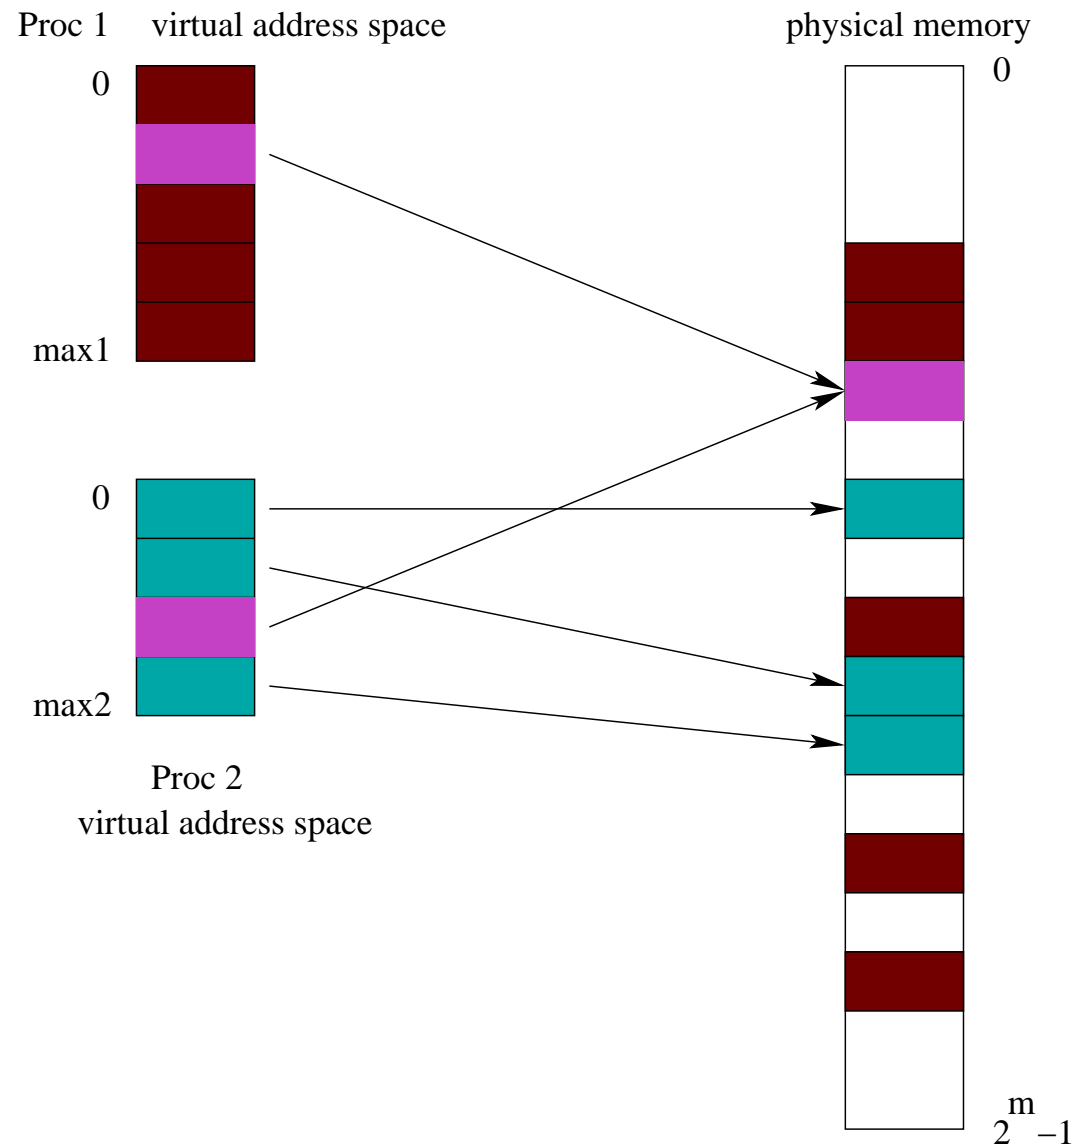 Proc 1 virtual address space
physical memory
0
0
max1
0
max2
Proc 2
virtual address space
m
2 –1